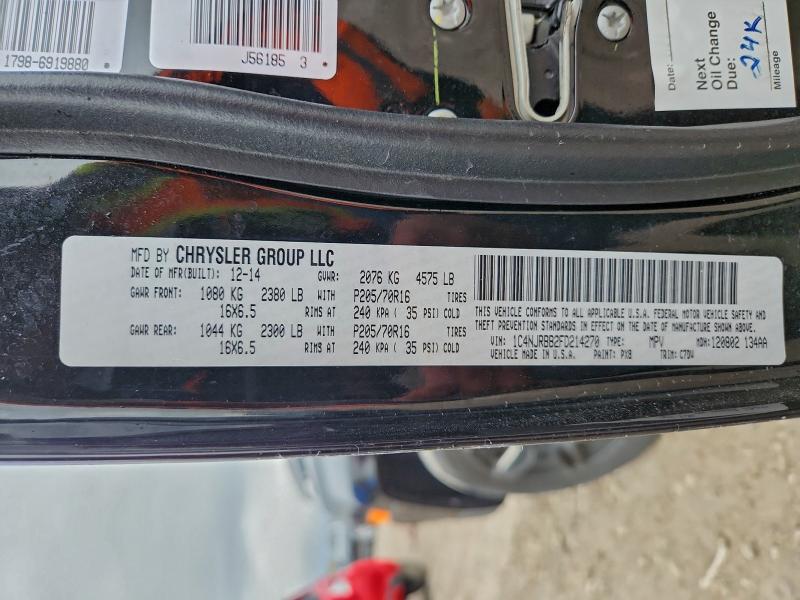 1798-6919880
J56185 3
Date:
Next
Oil Change
Due:
24K
Mileage
MFD BY CHRYSLER GROUP LLC
DATE OF MFR(BUILT): 12-14 GVWR: 2076 KG 4575 LB
GAWR FRONT: 1080 KG 2380 LB WITH P205/70R16 TIRES
16X6.5 RIMS AT 240 KPA ( 35 PSI) COLD
GAWR REAR: 1044 KG 2300 LB WITH P205/70R16 TIRES
16X6.5 RIMS AT 240 KPA ( 35 PSI) COLD
THIS VEHICLE CONFORMS TO ALL APPLICABLE U.S.A. FEDERAL MOTOR VEHICLE SAFETY AND
THEFT PREVENTION STANDARDS IN EFFECT ON THE DATE OF MANUFACTURE SHOWN ABOVE.
VIN: 1C4NJRBB2FD214270 TYPE: MPV MDH:120802 134AA
VEHICLE MADE IN U.S.A. PAINT: PX8 TRIM: C7DV